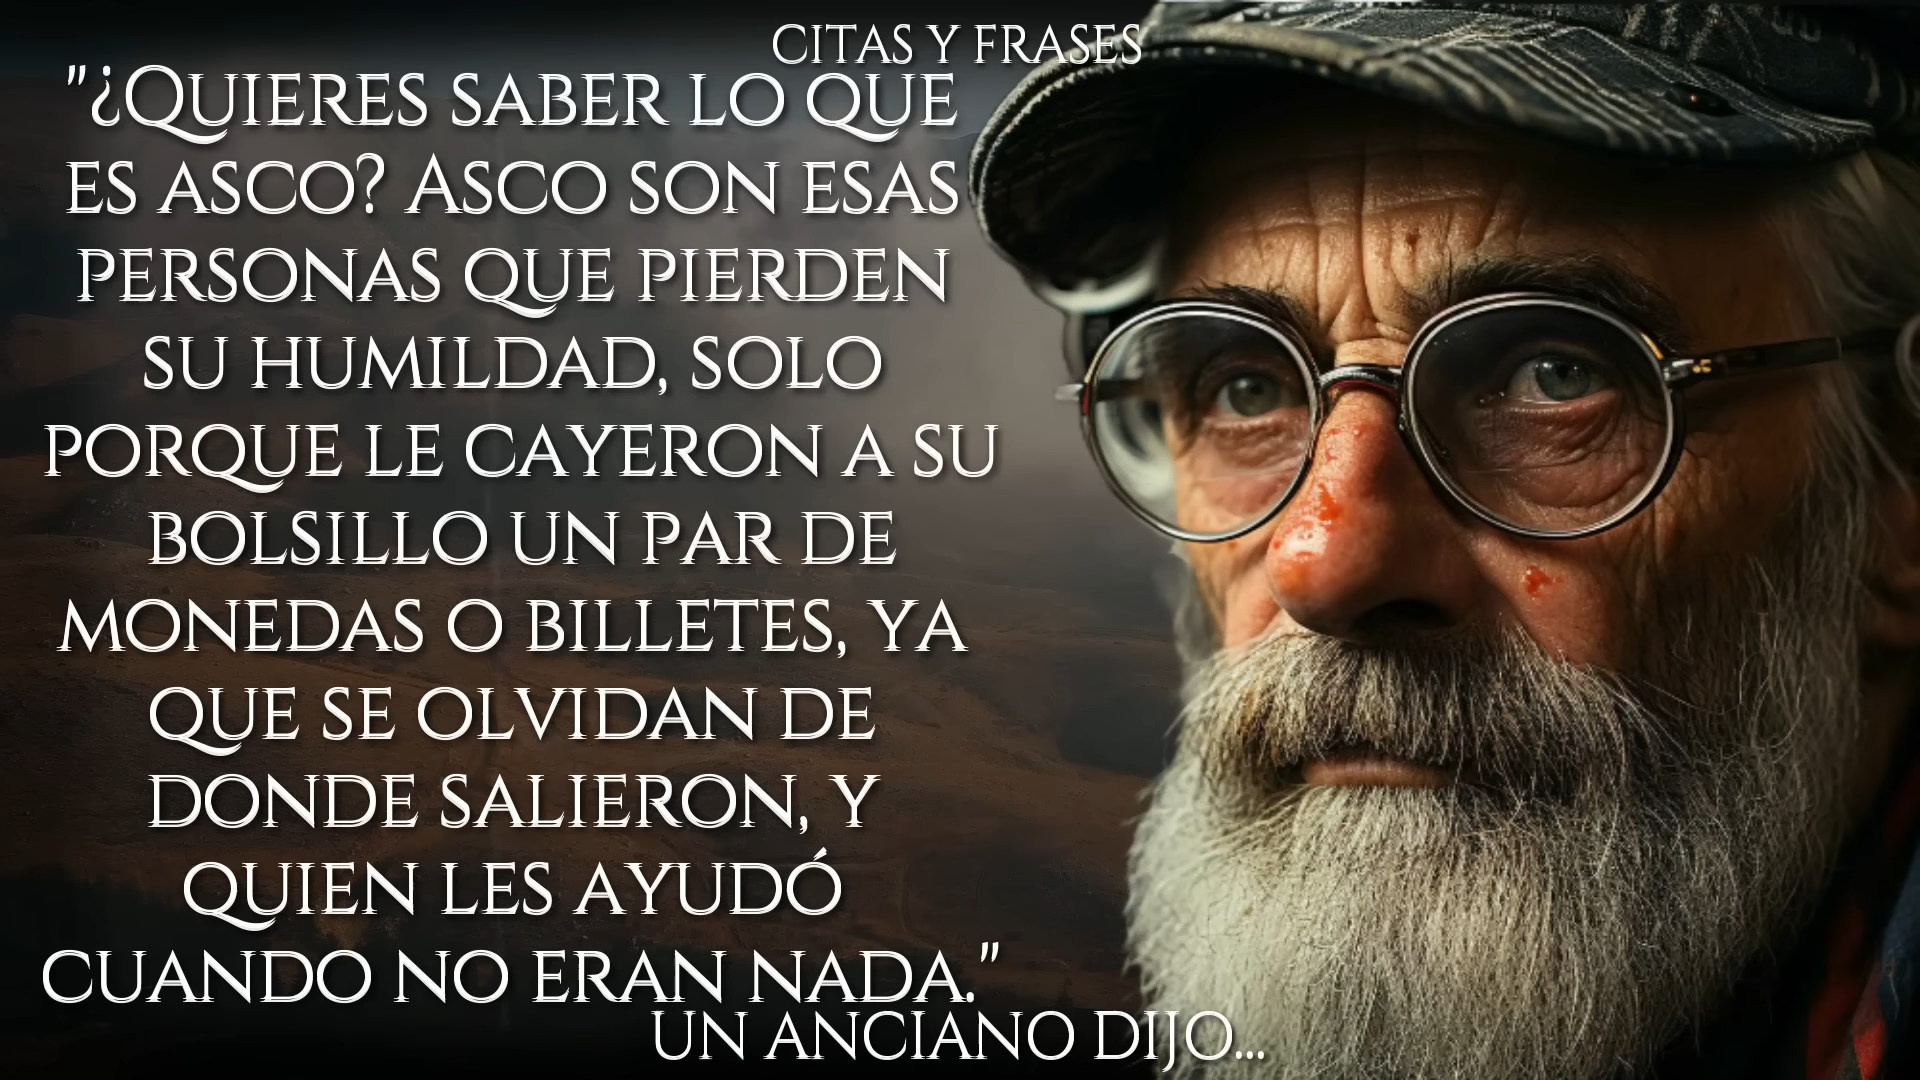 CITAS Y FRASES
"¿QUIERES SABER LO QUE
ES ASCO? ASCO SON ESAS
PERSONAS QUE PIERDEN
SU HUMILDAD, SOLO
PORQUE LE CAYERON A SU
BOLSILLO UN PAR DE
MONEDAS O BILLETES, YA
QUE SE OLVIDAN DE
DONDE SALIERON, Y
QUIEN LES AYUDÓ
CUANDO NO ERAN NADA."
UN ANCIANO DIJO...